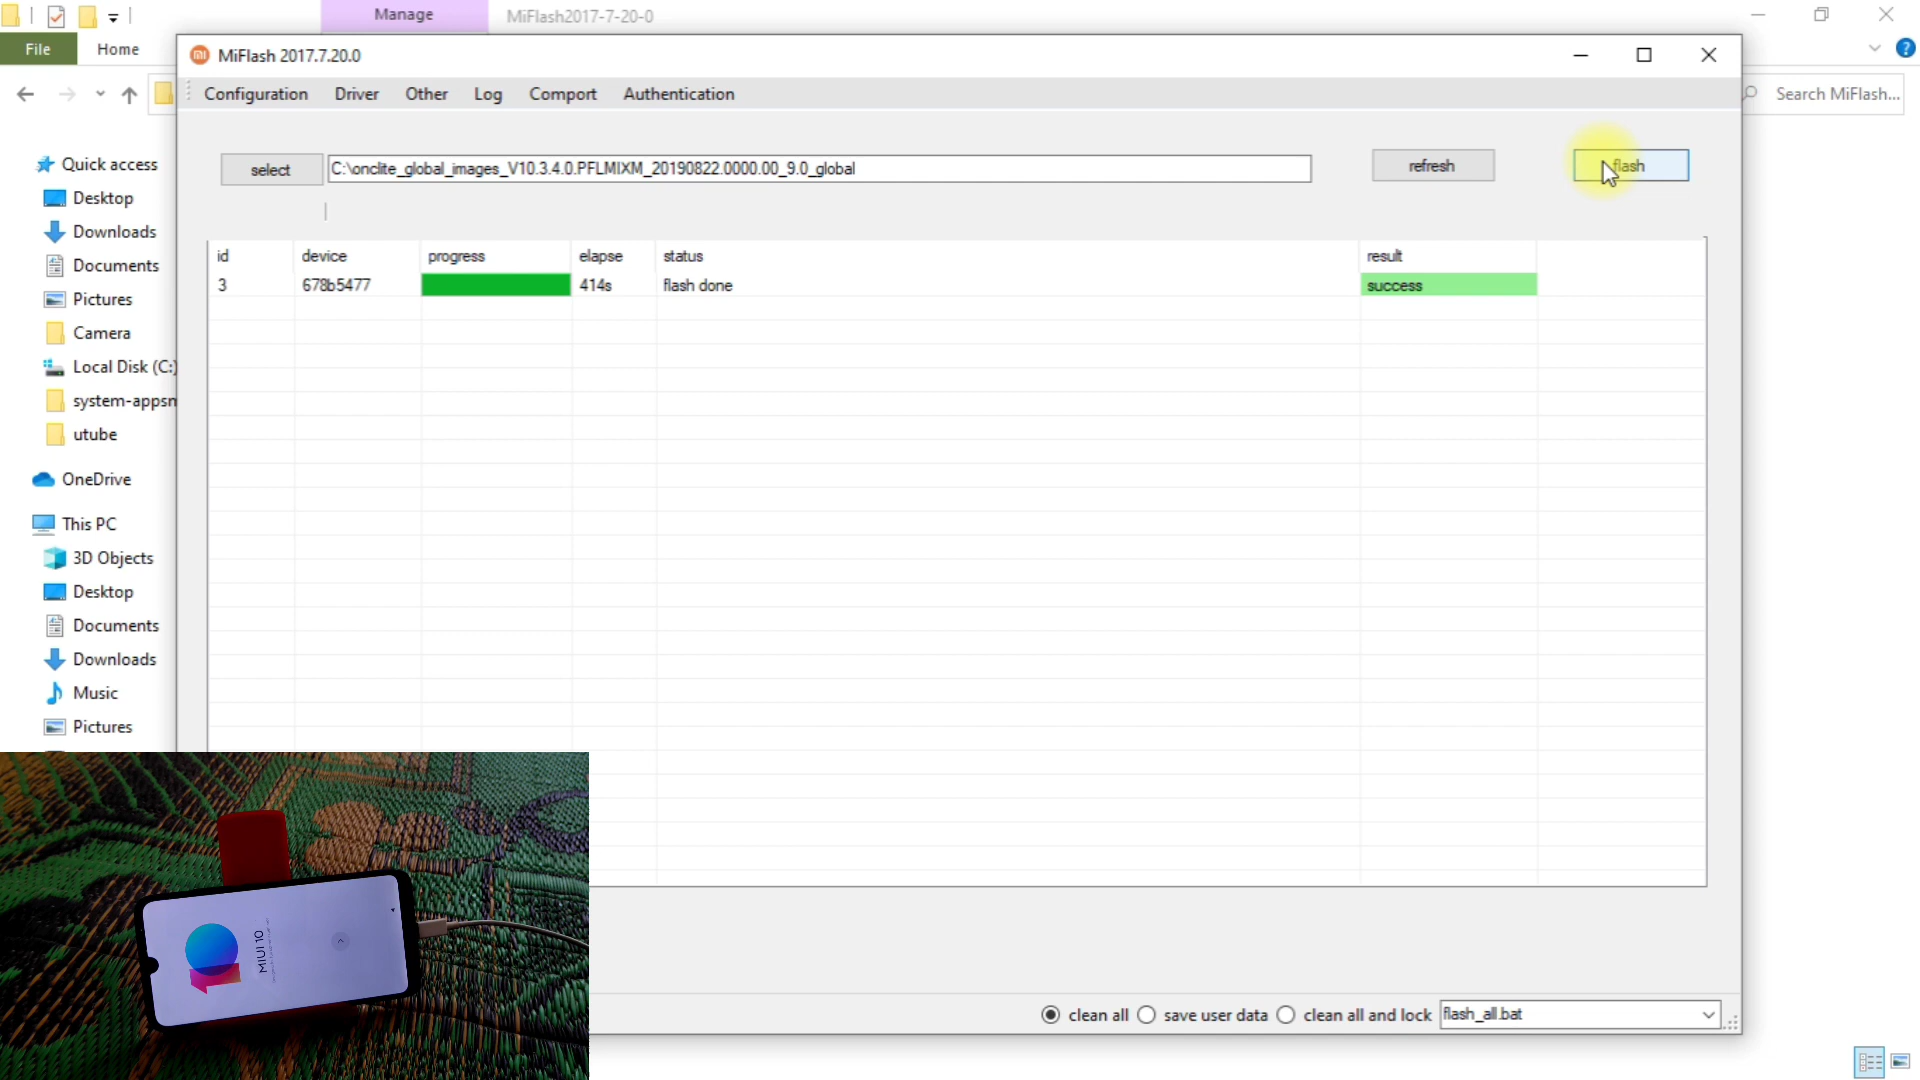 Manage
MiFlash2017-7-20-0
File
Home
MiFlash 2017.7.20.0
Configuration
Driver
Other
Log
Comport
Authentication
Search MiFlash...
select
C:\onclite_global_images_V10.3.4.0.PFLMIXM_20190822.0000.00_9.0_global
refresh
flash
id
device
progress
elapse
status
result
3
678b5477
414s
flash done
success
Quick access
Desktop
Downloads
Documents
Pictures
Camera
Local Disk (C:)
utube
OneDrive
This PC
3D Objects
Desktop
Documents
Downloads
Music
Pictures
MIUI 10
clean all
save user data
clean all and lock
flash_all.bat